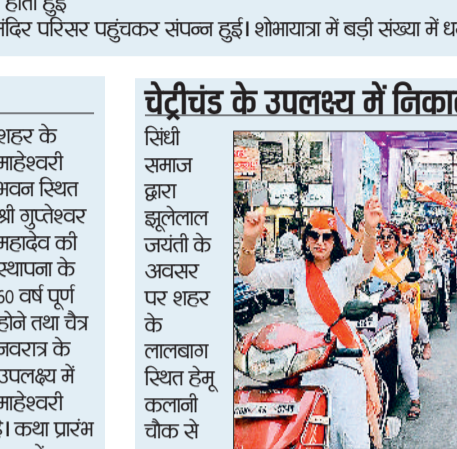 होती हुई
मंदिर परिसर पहुंचकर संपन्न हुई। शोभायात्रा में बड़ी संख्या में
शहर के
माहेश्वरी
भवन स्थित
श्री गुप्तेश्वर
महादेव की
स्थापना के
50 वर्ष पूर्ण
होने तथा चैत्र
नवरात्र के
उपलक्ष्य में
माहेश्वरी
कथा प्रारंभ
चेट्रीचंड के उपलक्ष्य में
सिंधी
समाज
द्वारा
झूलेलाल
जयंती के
अवसर
पर शहर
के
लालबाग
स्थित हेमू
कलानी
चौक से